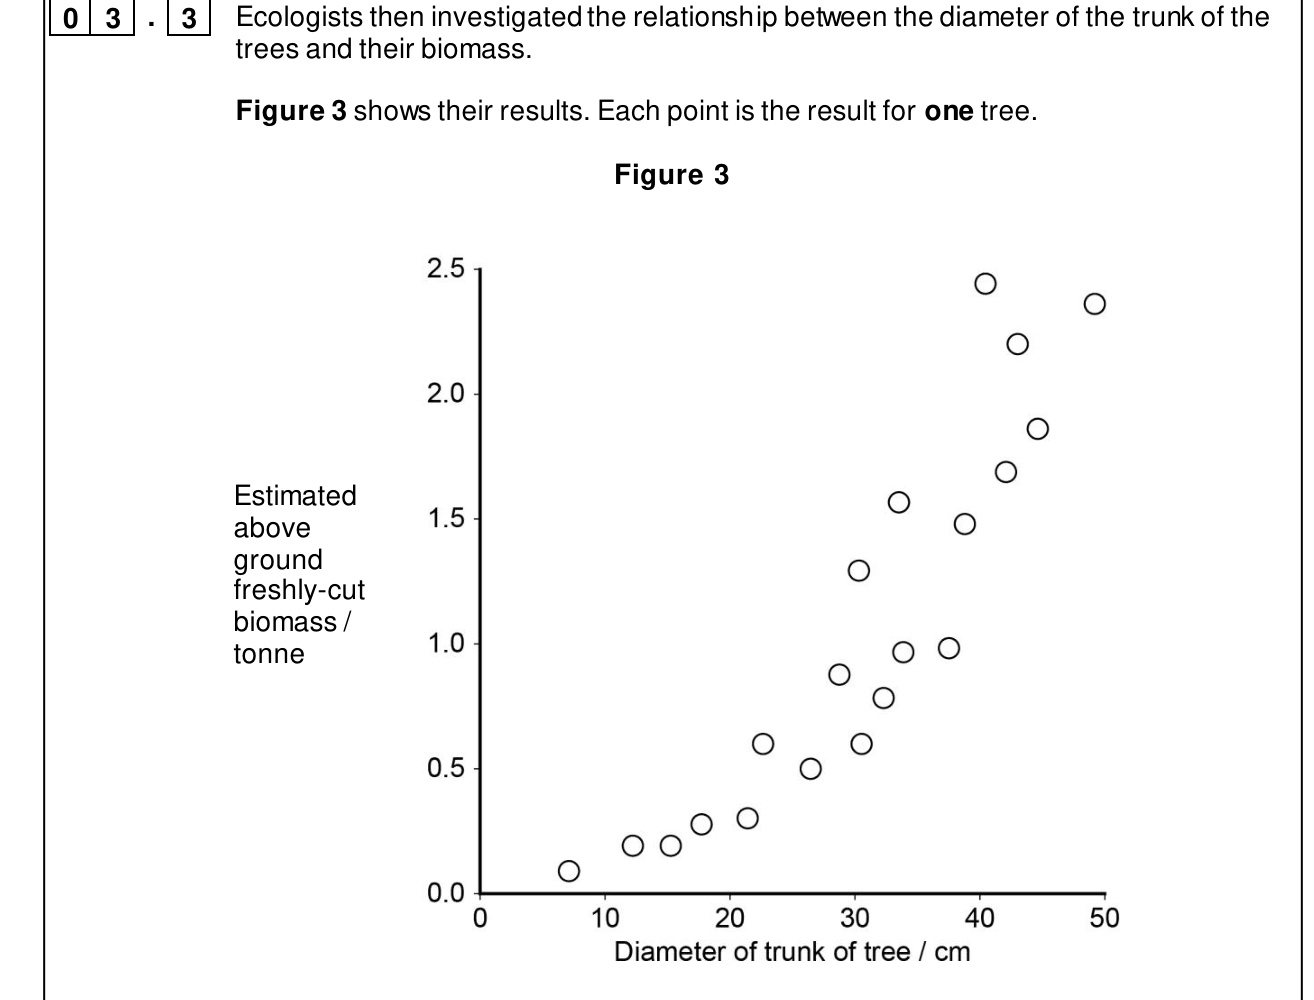 0 3 . 3 Ecologists then investigated the relationship between the diameter of the trunk of the
trees and their biomass.
Figure 3 shows their results. Each point is the result for one tree.
Figure 3
2.5
2.0
Estimated
above
ground
freshly-cut
biomass /
tonne
1.5
1.0
0.5
0.0
0 10 20 30 40 50
Diameter of trunk of tree / cm